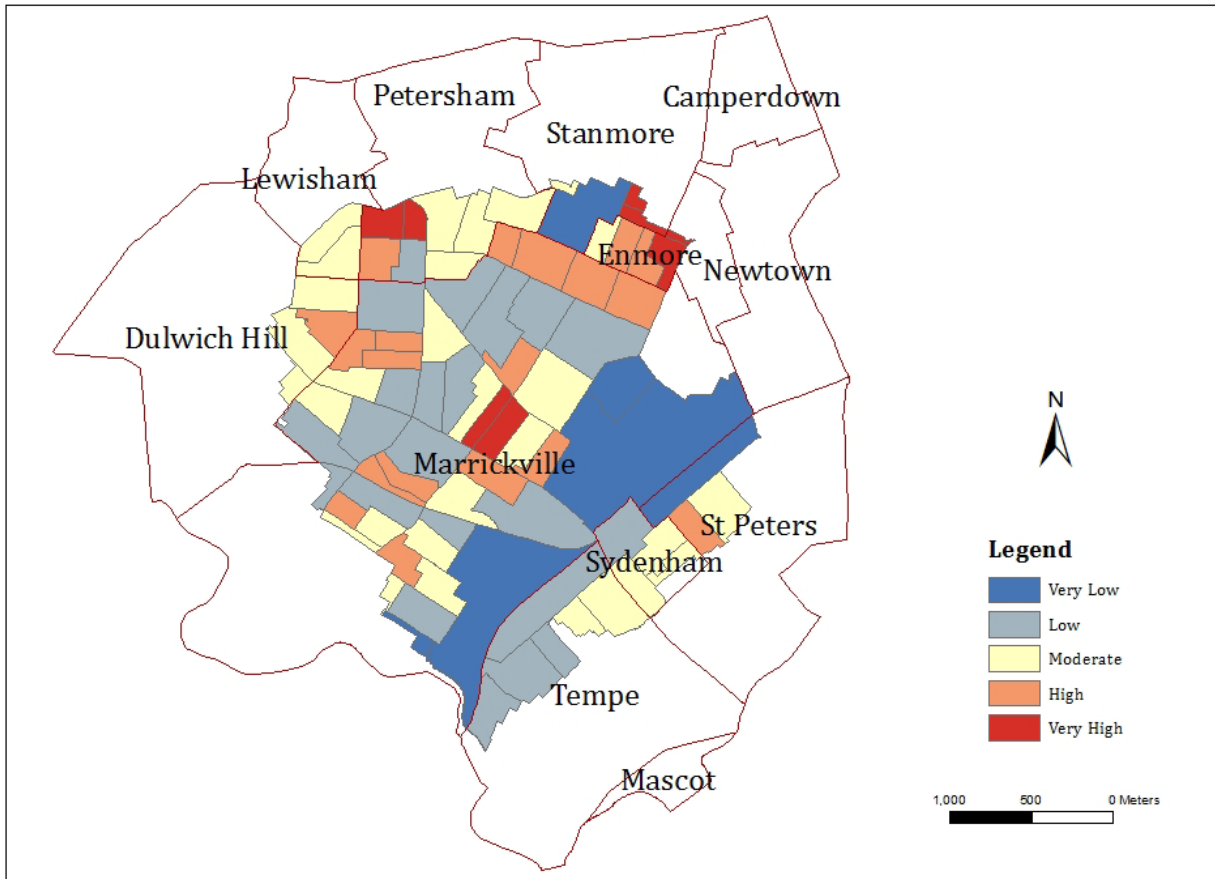 Petersham
Camperdown
Stanmore
Lewisham
Enmore
Newtown
Dulwich Hill
N
Marrickville
St Peters
Sydenham
Legend
Very Low
Low
Moderate
High
Very High
Tempe
Mascot
1,000 500 0 Meters